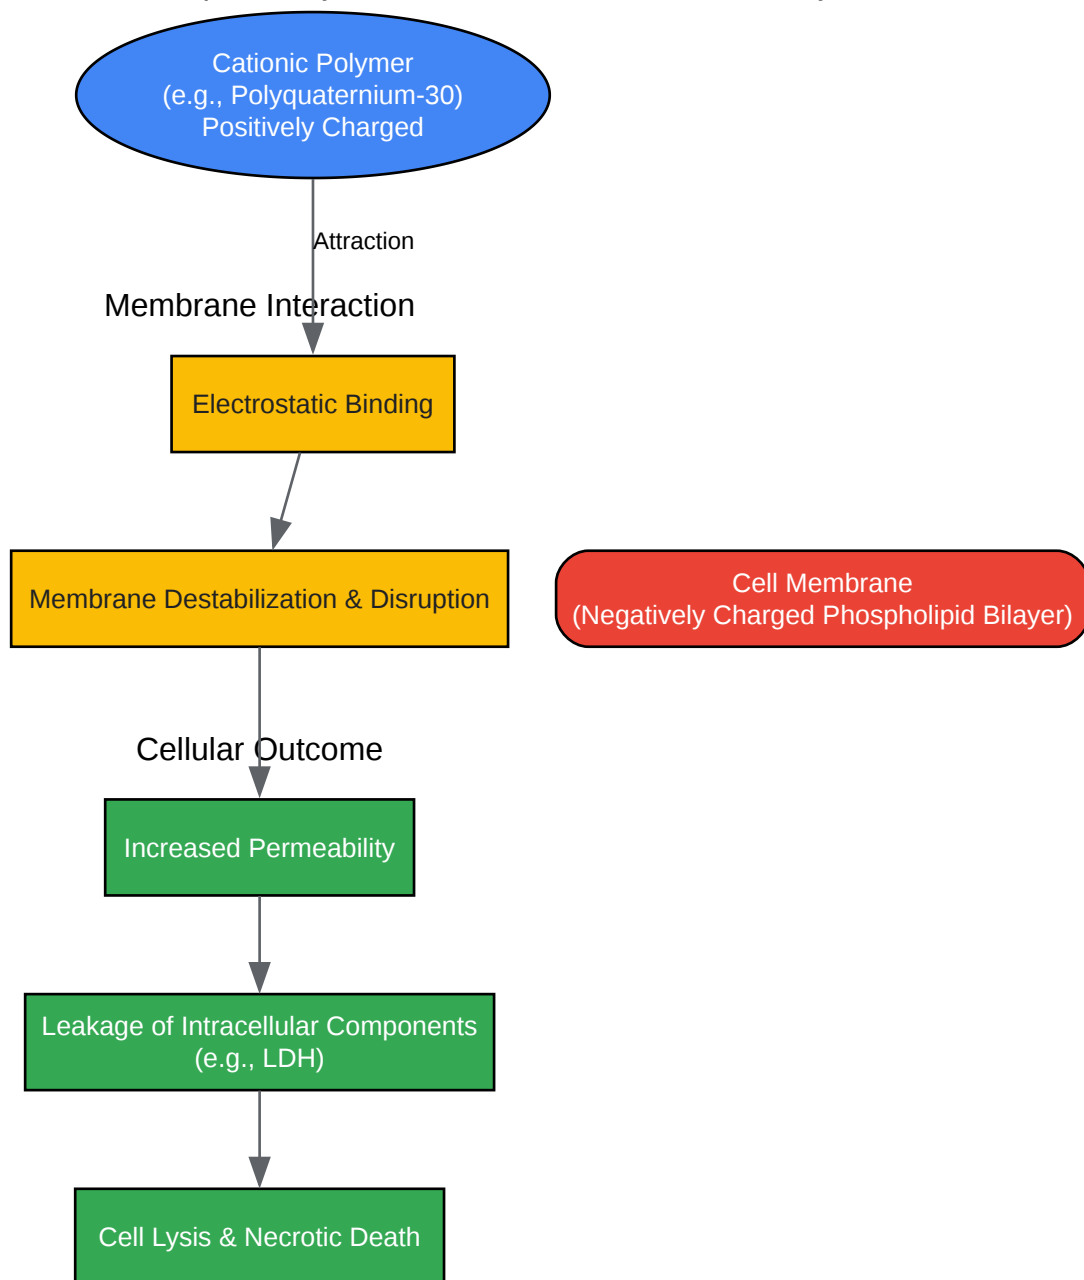 Cationic Polymer
(e.g., Polyquaternium-30)
Positively Charged
Attraction
Membrane Interaction
Electrostatic Binding
Membrane Destabilization & Disruption
Cell Membrane
(Negatively Charged Phospholipid Bilayer)
Cellular Outcome
Increased Permeability
Leakage of Intracellular Components
(e.g., LDH)
Cell Lysis & Necrotic Death